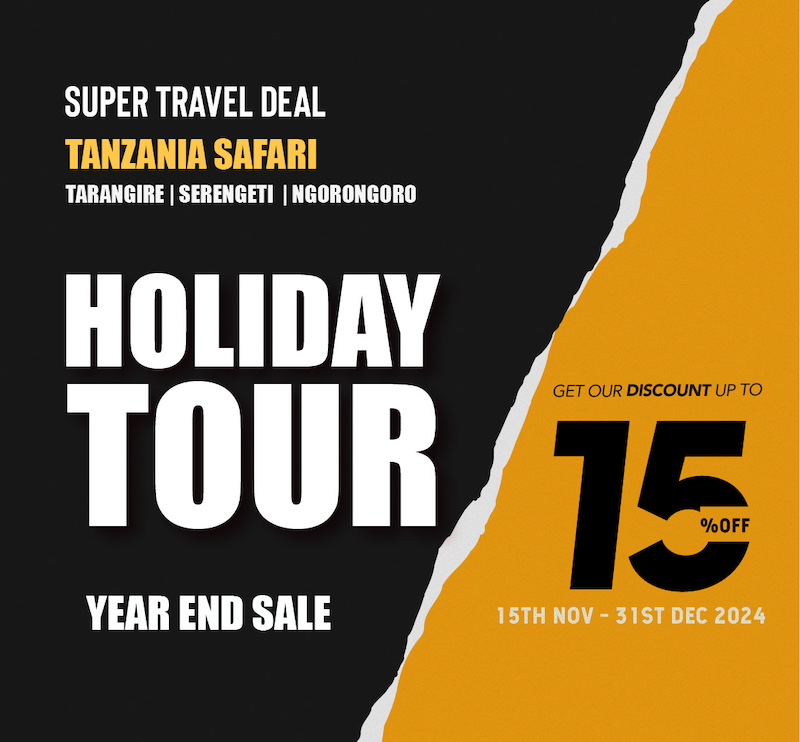 SUPER TRAVEL DEAL
TANZANIA SAFARI
TARANGIRE | SERENGETI | NGORONGORO
HOLIDAY
TOUR
YEAR END SALE
GET OUR DISCOUNT UP TO
15
%OFF
15TH NOV - 31ST DEC 2024